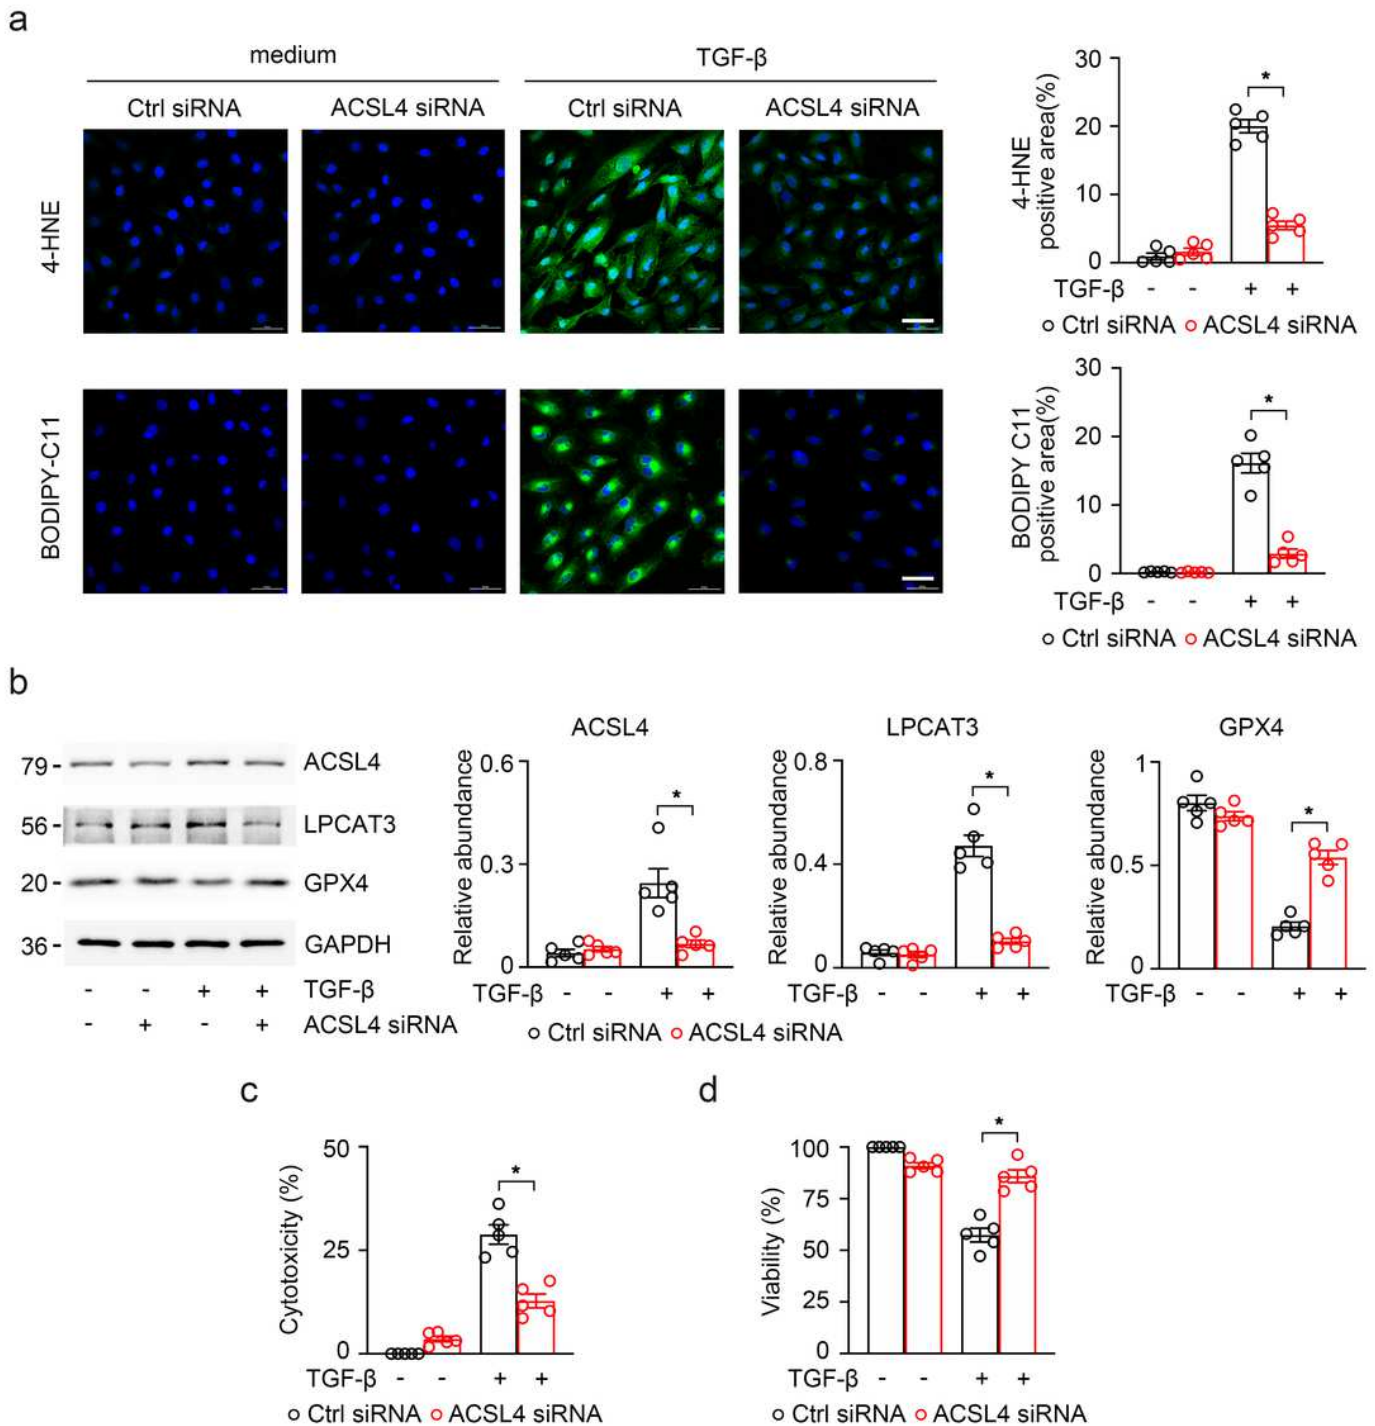 a
medium
TGF-β
Ctrl siRNA
ACSL4 siRNA
Ctrl siRNA
ACSL4 siRNA
4-HNE
BODIPY-C11
4-HNE
positive area(%)
30
20
10
0
*
TGF-β - - + +
Ctrl siRNA ACSL4 siRNA
BODIPY C11
positive area(%)
30
20
10
0
*
TGF-β - - + +
Ctrl siRNA ACSL4 siRNA
b
79 - ACSL4
56 - LPCAT3
20 - GPX4
36 - GAPDH
- - + + TGF-β
- + - + ACSL4 siRNA
ACSL4
Relative abundance
0.6
0.3
0
*
TGF-β - - + +
LPCAT3
Relative abundance
0.8
0.4
0
*
TGF-β - - + +
GPX4
Relative abundance
1
0.5
0
*
TGF-β - - + +
Ctrl siRNA ACSL4 siRNA
c
Cytotoxicity (%)
50
25
0
*
TGF-β - - + +
Ctrl siRNA ACSL4 siRNA
d
Viability (%)
100
75
50
25
0
*
TGF-β - - + +
Ctrl siRNA ACSL4 siRNA